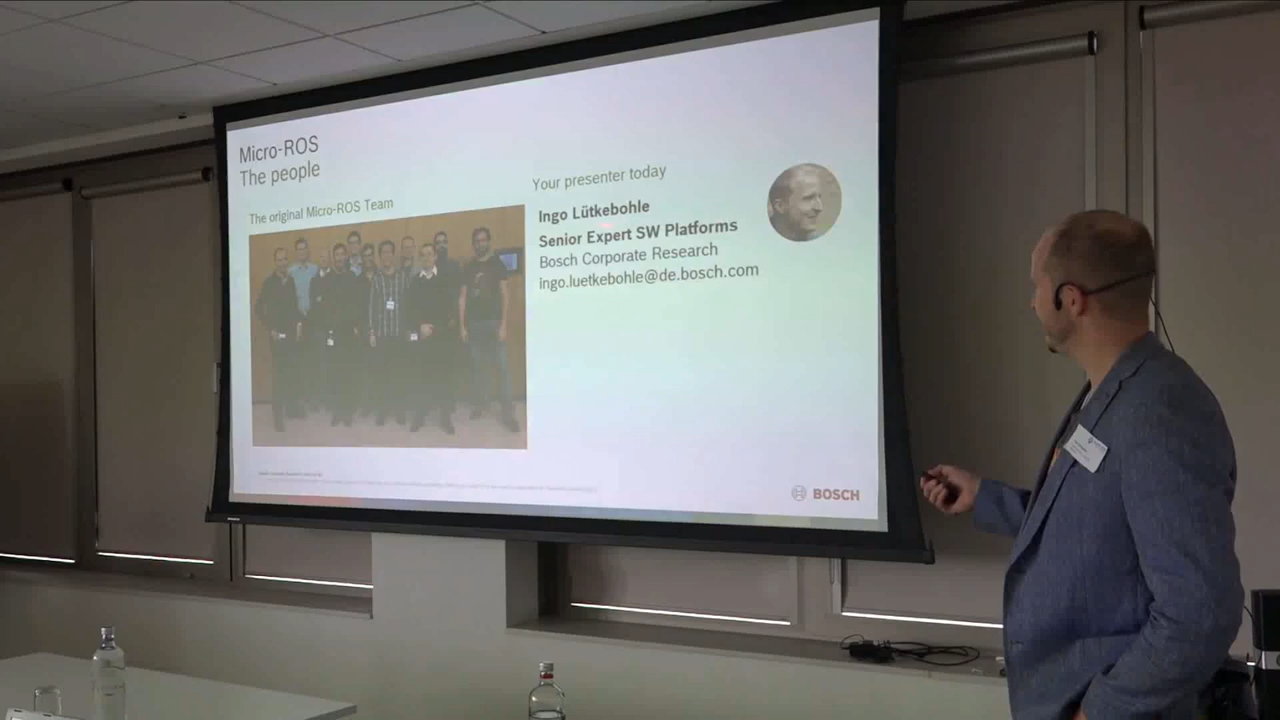 Micro-ROS
The people
The original Micro-ROS Team
Your presenter today
Ingo Lütkebohle
Senior Expert SW Platforms
Bosch Corporate Research
ingo.luetkebohle@de.bosch.com
BOSCH